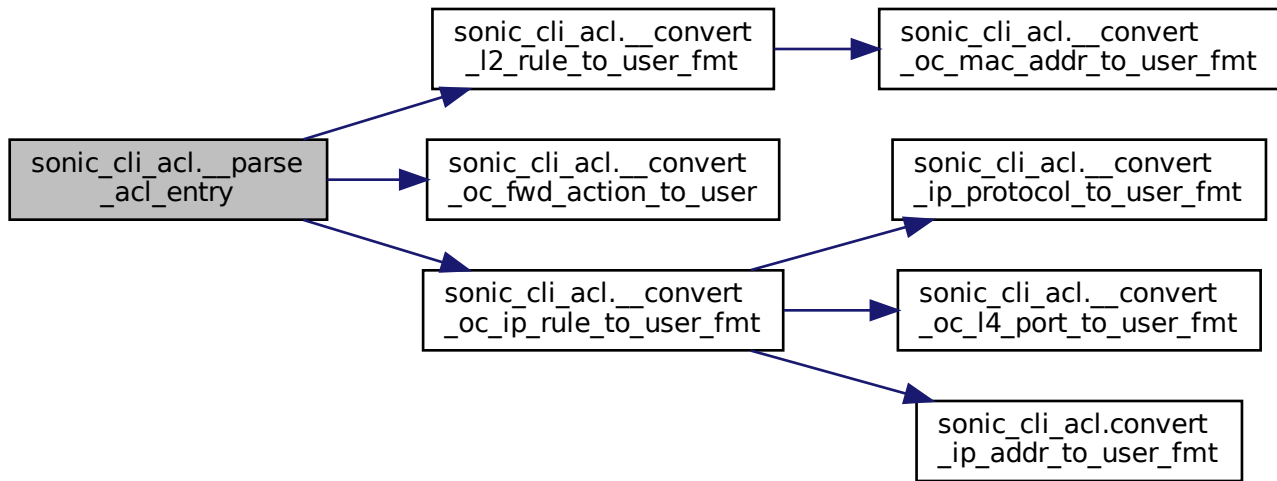 sonic_cli_acl.__parse
_acl_entry
sonic_cli_acl.__convert
_l2_rule_to_user_fmt
sonic_cli_acl.__convert
_oc_mac_addr_to_user_fmt
sonic_cli_acl.__convert
_oc_fwd_action_to_user
sonic_cli_acl.__convert
_oc_ip_rule_to_user_fmt
sonic_cli_acl.__convert
_ip_protocol_to_user_fmt
sonic_cli_acl.__convert
_oc_l4_port_to_user_fmt
sonic_cli_acl.convert
_ip_addr_to_user_fmt